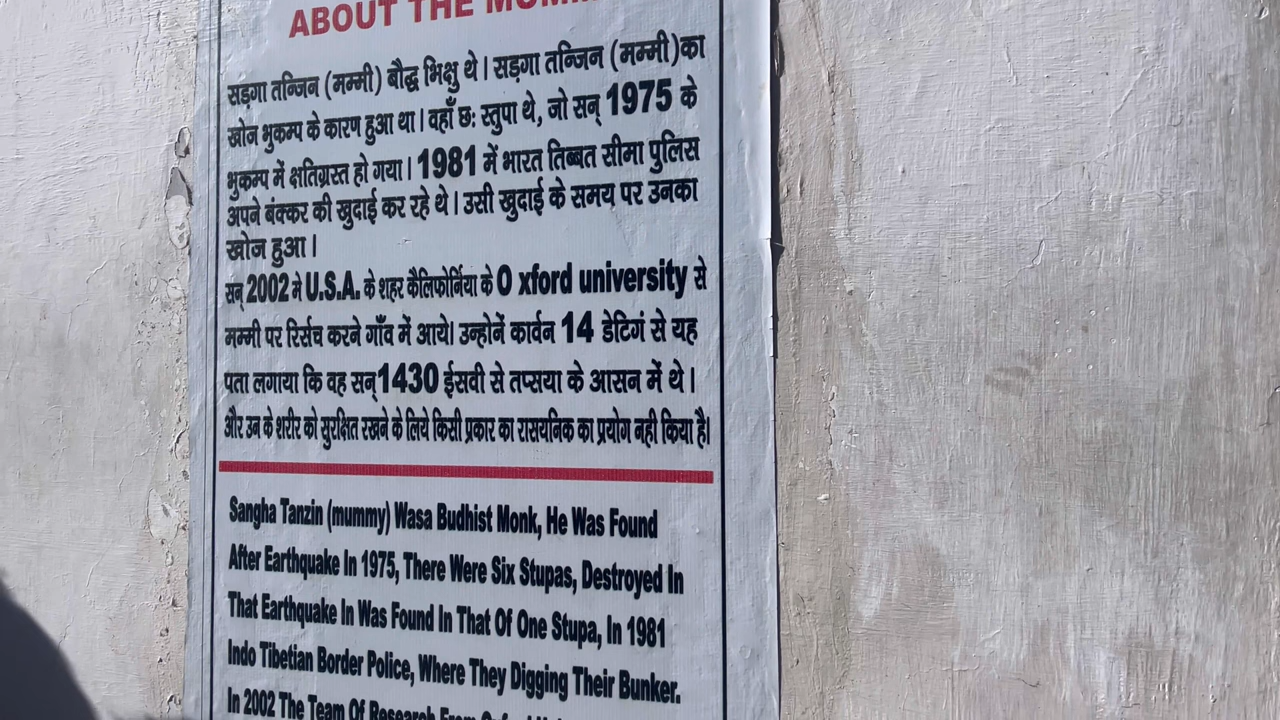 ABOUT THE
सड़गा तन्जिन (मम्मी) बौद्ध भिक्षु थे। सड़गा तन्जिन (मम्मी)का
खोज भुकम्प के कारण हुआ था। वहाँ छः स्तुपा थे, जो सन् 1975 के
भुकम्प में क्षतिग्रस्त हो गया। 1981 में भारत तिब्बत सीमा पुलिस
अपने बंक्कर की खुदाई कर रहे थे। उसी खुदाई के समय पर उनका
खोज हुआ।
सन् 2002 मे U.S.A. के शहर कैलिफोर्निया के O xford university से
मम्मी पर रिर्सच करने गाँव में आये। उन्होनें कार्वन 14 डेटिगं से यह
पता लगाया कि वह सन्1430 ईसवी से तप्सया के आसन में थे।
और उन के शरीर को सुरक्षित रखने के लिये किसी प्रकार का रासयनिक का प्रयोग नही किया है।
Sangha Tanzin (mummy) Wasa Budhist Monk, He Was Found
After Earthquake In 1975, There Were Six Stupas, Destroyed In
That Earthquake In Was Found In That Of One Stupa, In 1981
Indo Tibetian Border Police, Where They Digging Their Bunker.
In 2002 The Team Of Research From